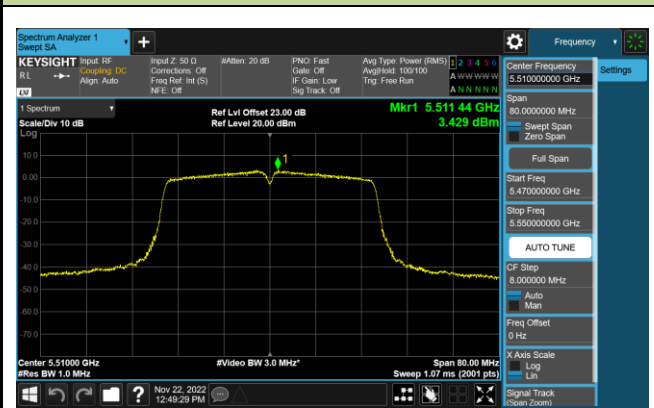 Spectrum Analyzer 1
Swept SA
+
Frequency
KEYSIGHT
RL
LXI
Input: RF
Coupling: DC
Align: Auto
Input Z: 50 Ω
Corrections: Off
Freq Ref: Int (S)
NFE: Off
#Atten: 20 dB
PNO: Fast
Gate: Off
IF Gain: Low
Sig Track: Off
Avg Type: Power (RMS)
Avg|Hold: 100/100
Trig: Free Run
1 2 3 4 5 6
A W W W W W
A N N N N N
1 Spectrum
Scale/Div 10 dB
Log
Ref Lvl Offset 23.00 dB
Ref Level 20.00 dBm
Mkr1 5.511 44 GHz
3.429 dBm
1
10.0
0.00
-10.0
-20.0
-30.0
-40.0
-50.0
-60.0
-70.0
Center 5.51000 GHz
#Res BW 1.0 MHz
#Video BW 3.0 MHz*
Span 80.00 MHz
Sweep 1.07 ms (2001 pts)
Center Frequency
5.510000000 GHz
Settings
Span
80.0000000 MHz
Swept Span
Zero Span
Full Span
Start Freq
5.470000000 GHz
Stop Freq
5.550000000 GHz
AUTO TUNE
CF Step
8.000000 MHz
Auto
Man
Freq Offset
0 Hz
X Axis Scale
Log
Lin
Signal Track
(Span Zoom)
?
Nov 22, 2022
12:49:29 PM